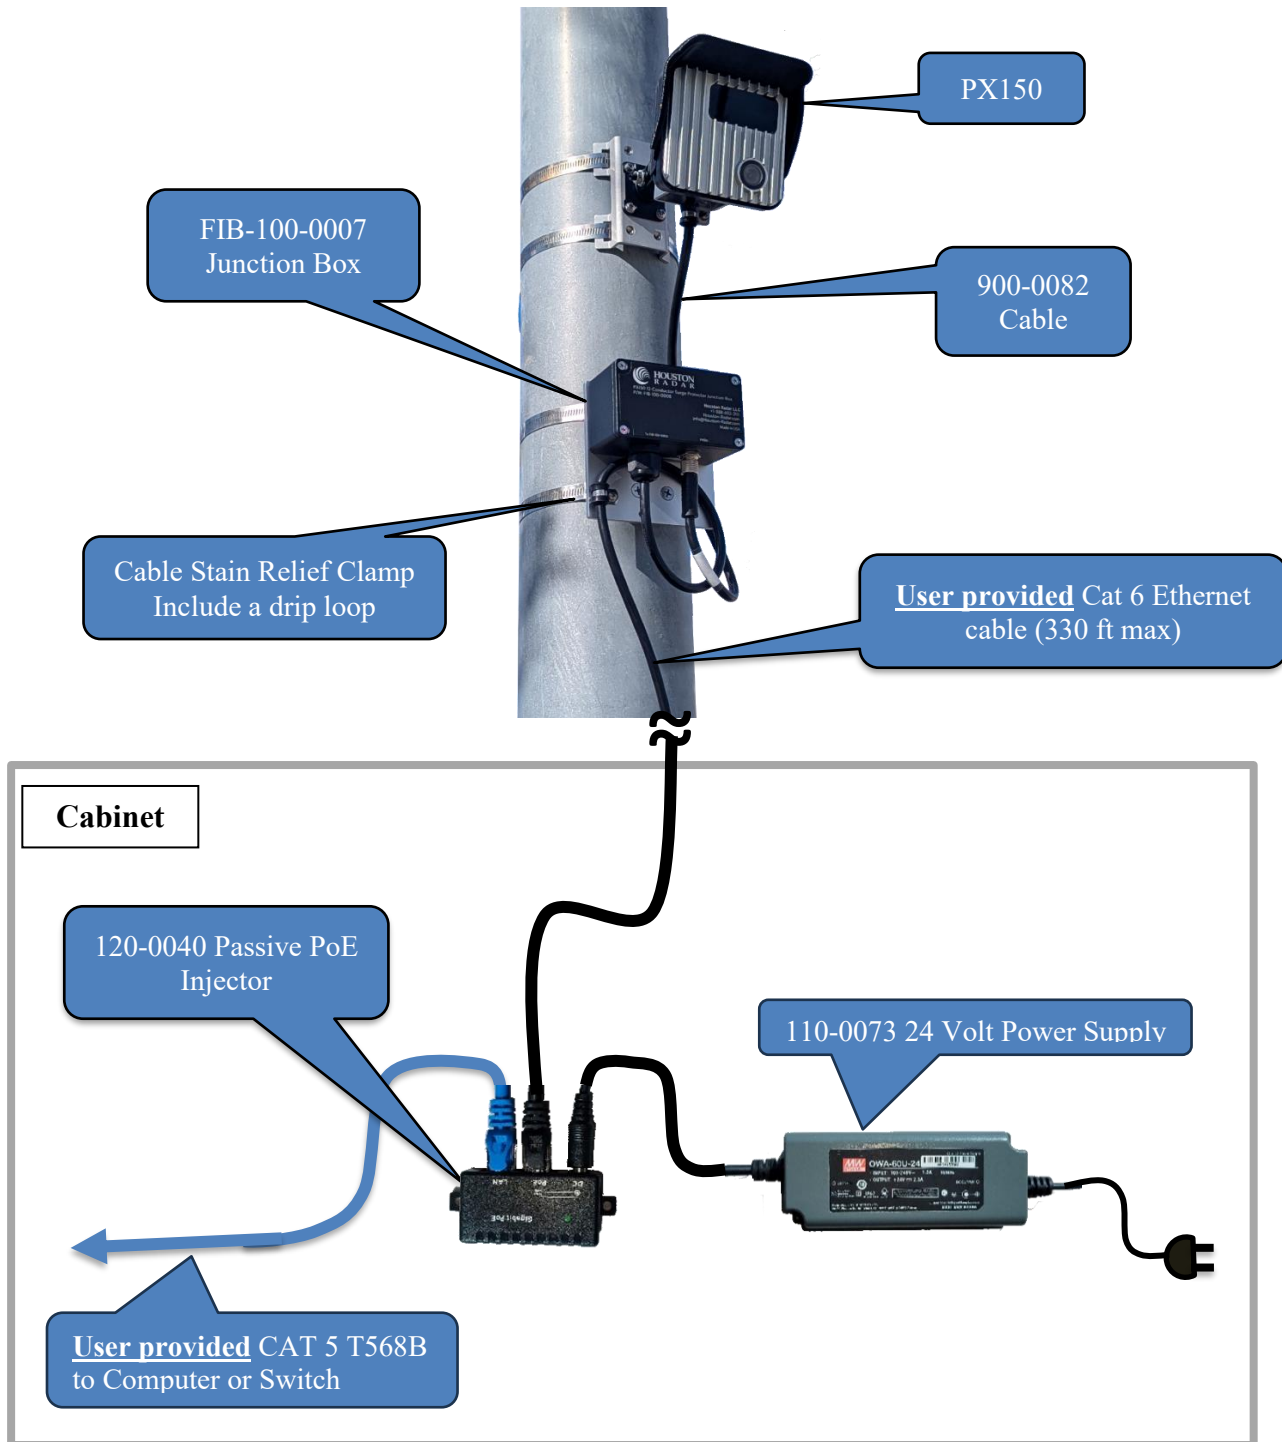 PX150
FIB-100-0007
Junction Box
900-0082
Cable
HOUSTON
RADAR
Cable Stain Relief Clamp
Include a drip loop
User provided Cat 6 Ethernet
cable (330 ft max)
Cabinet
120-0040 Passive PoE
Injector
110-0073 24 Volt Power Supply
LAN
PoE
DC
Gigabit PoE
MW
OWA-60U-24
User provided CAT 5 T568B
to Computer or Switch